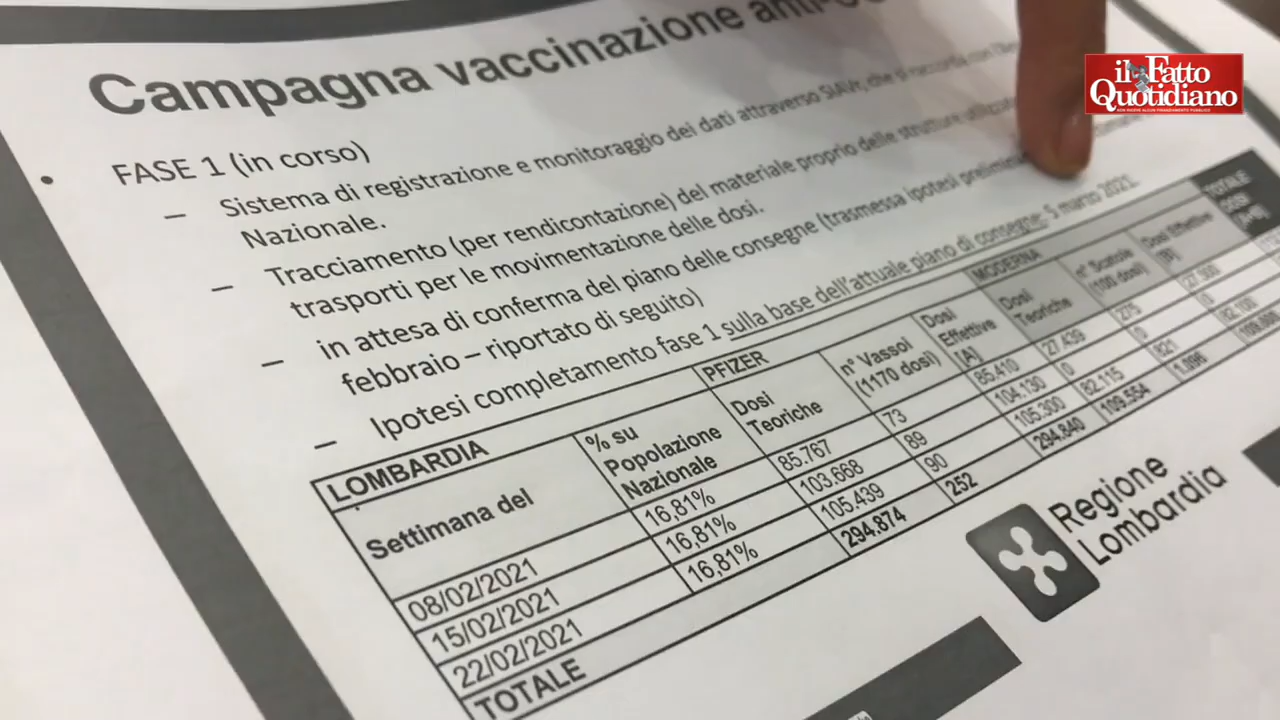 il Fatto
Quotidiano
Campagna vaccinazione
• FASE 1 (in corso)
– Sistema di registrazione e monitoraggio dei dati attraverso SIAVr, che si raccorda con
Nazionale.
– Tracciamento (per rendicontazione) del materiale proprio delle strutture
trasporti per le movimentazione delle dosi.
– in attesa di conferma del piano delle consegne (trasmessa ipotesi
febbraio – riportato di seguito)
– Ipotesi completamento fase 1 sulla base dell'attuale piano di consegne: 5 marzo 2021.
LOMBARDIA PFIZER MODERNA TOTALE
Settimana del % su Popolazione Nazionale Dosi Teoriche n° Vassoi (1170 dosi) Dosi Effettive [A] Dosi Teoriche n° Scatole (100 dosi) Dosi Effettive [B]
08/02/2021 16,81% 85.767 73 85.410 27.439 275 27.500
15/02/2021 16,81% 103.668 89 104.130 0 0 0
22/02/2021 16,81% 105.439 90 105.300 82.115 821 82.100
TOTALE 294.874 252 294.840 109.554 1.096
Regione
Lombardia